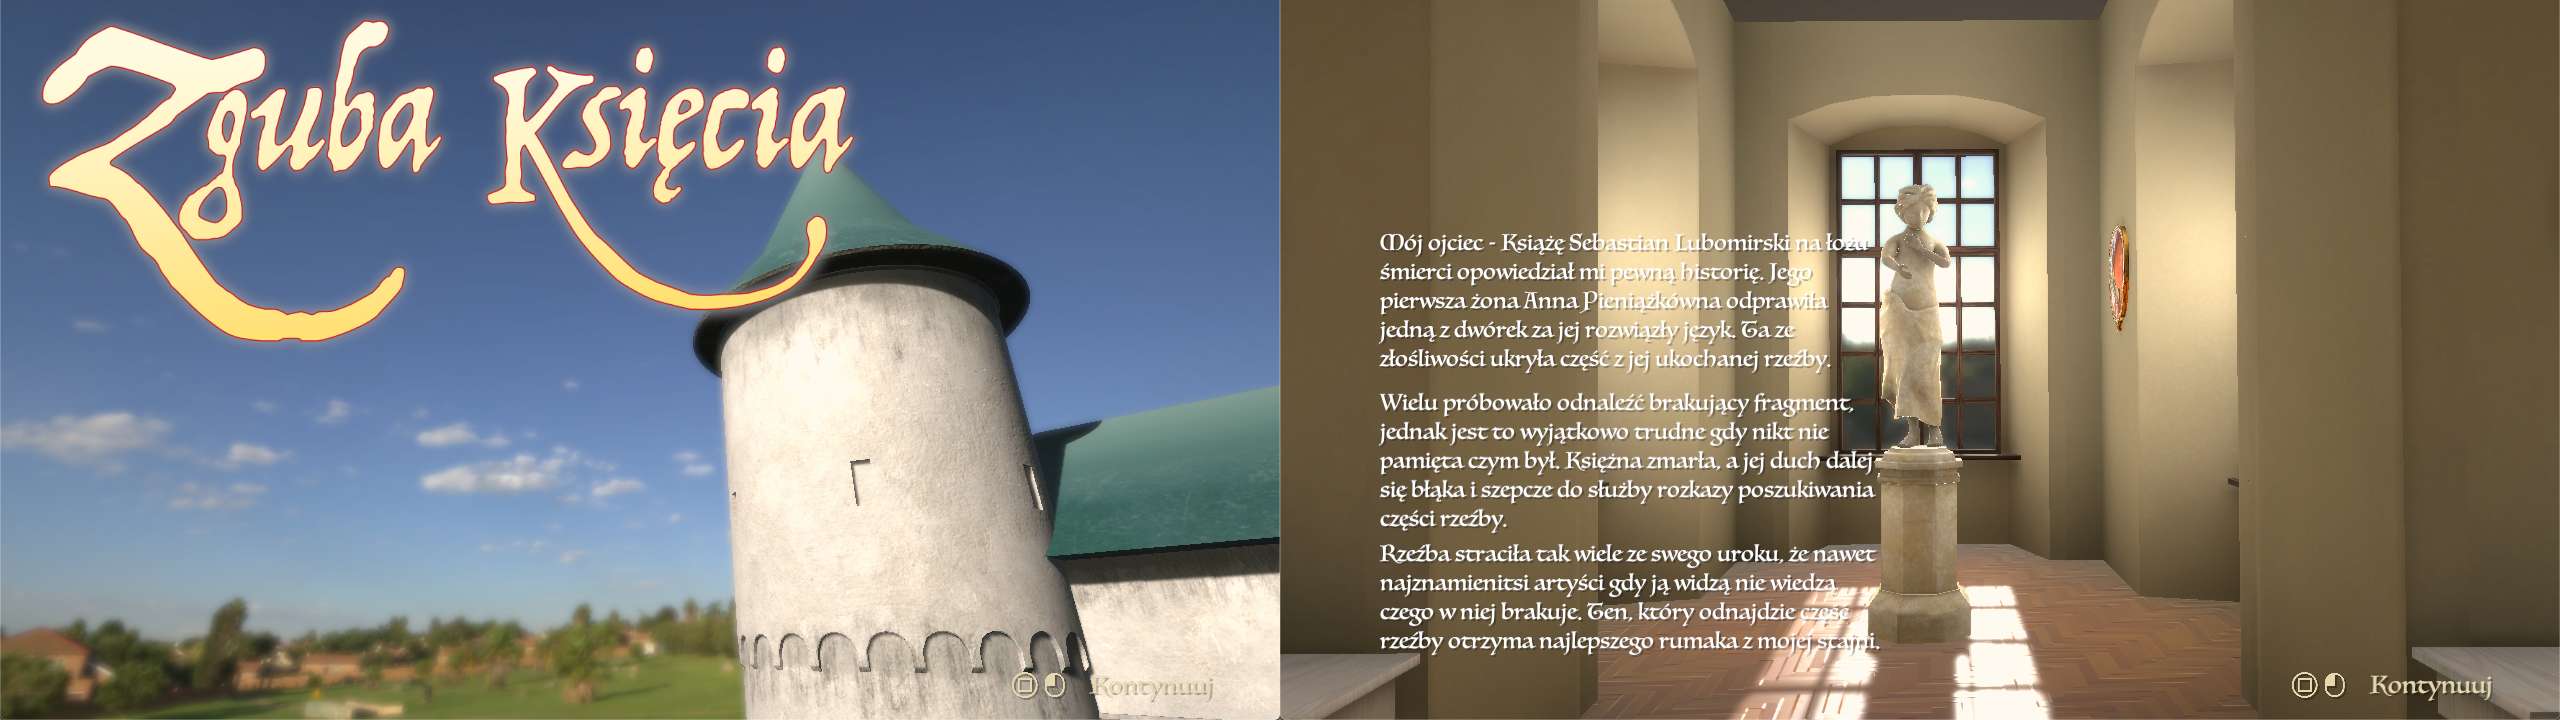 Zguba Księcia
Kontynuuj
Mój ojciec - Książę Sebastian Lubomirski na łożu
śmierci opowiedział mi pewną historię. Jego
pierwsza żona Anna Pieniążkówna odprawiła
jedną z dwórek za jej rozwiązły język. Ta ze
złośliwości ukryła część z jej ukochanej rzeźby.
Wielu próbowało odnaleźć brakujący fragment,
jednak jest to wyjątkowo trudne gdy nikt nie
pamięta czym był. Księżna zmarła, a jej duch dalej
się błąka i szepcze do służby rozkazy poszukiwania
części rzeźby.
Rzeźba straciła tak wiele ze swego uroku, że nawet
najznamienitsi artyści gdy ją widzą nie wiedzą
czego w niej brakuje. Ten, który odnajdzie część
rzeźby otrzyma najlepszego rumaka z mojej stajni.
Kontynuuj